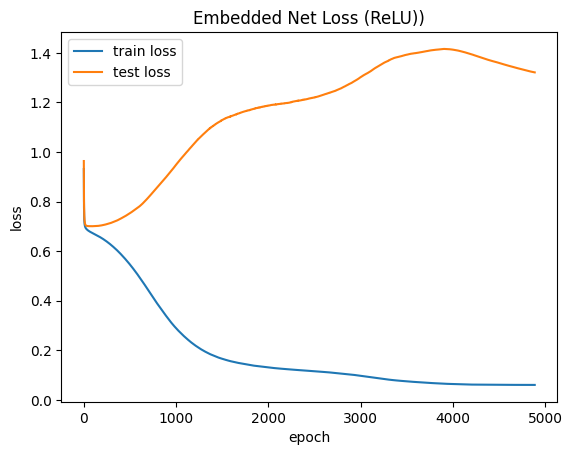 Embedded Net Loss (ReLU))
train loss
test loss
loss
1.4
1.2
1.0
0.8
0.6
0.4
0.2
0.0
0 1000 2000 3000 4000 5000
epoch